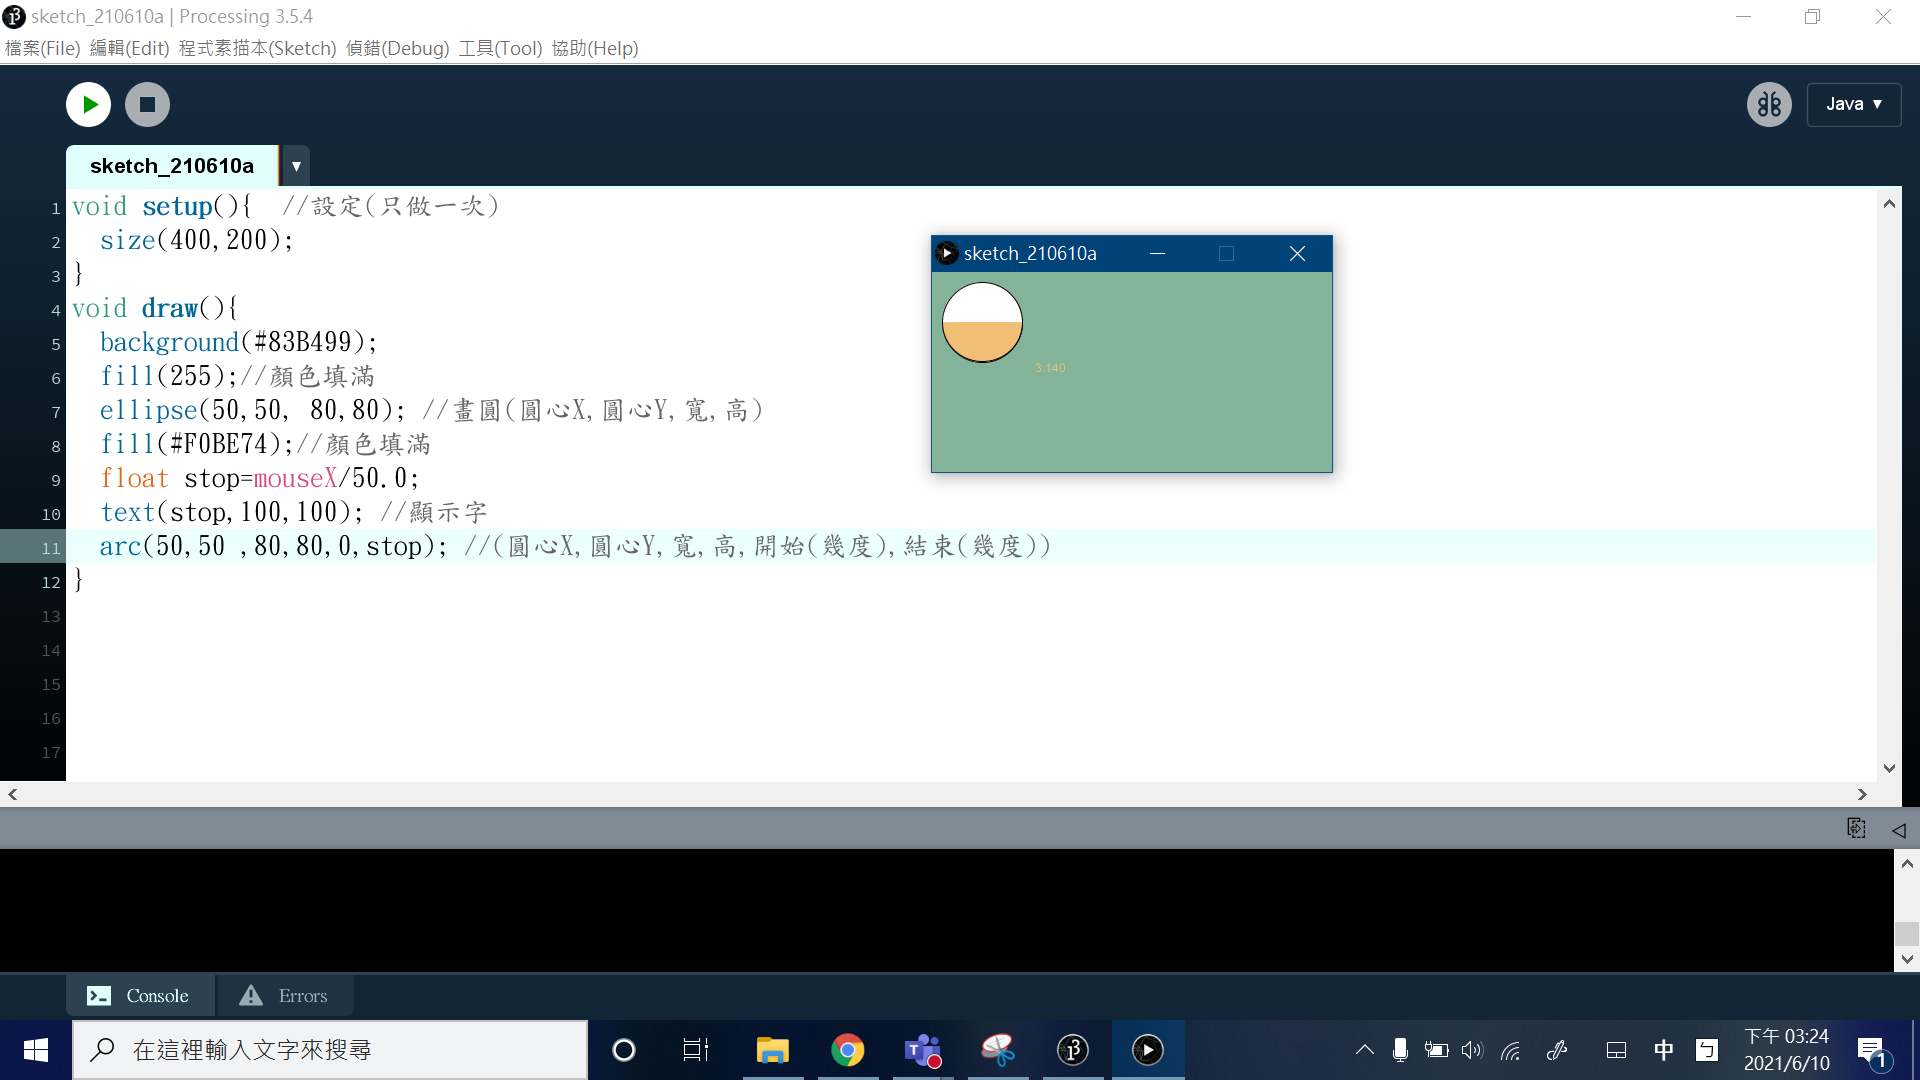 sketch_210610a | Processing 3.5.4
檔案(File) 編輯(Edit) 程式素描本(Sketch) 偵錯(Debug) 工具(Tool) 協助(Help)
Java ▼
sketch_210610a ▼
1 void setup(){  //設定(只做一次)
2   size(400,200);
3 }
4 void draw(){
5   background(#83B499);
6   fill(255);//顏色填滿
7   ellipse(50,50, 80,80); //畫圓(圓心X,圓心Y,寬,高)
8   fill(#F0BE74);//顏色填滿
9   float stop=mouseX/50.0;
10   text(stop,100,100); //顯示字
11   arc(50,50 ,80,80,0,stop); //(圓心X,圓心Y,寬,高,開始(幾度),結束(幾度))
12 }
13
14
15
16
17
sketch_210610a
3.140
Console
Errors
在這裡輸入文字來搜尋
中
ㄅ
下午 03:24
2021/6/10
1